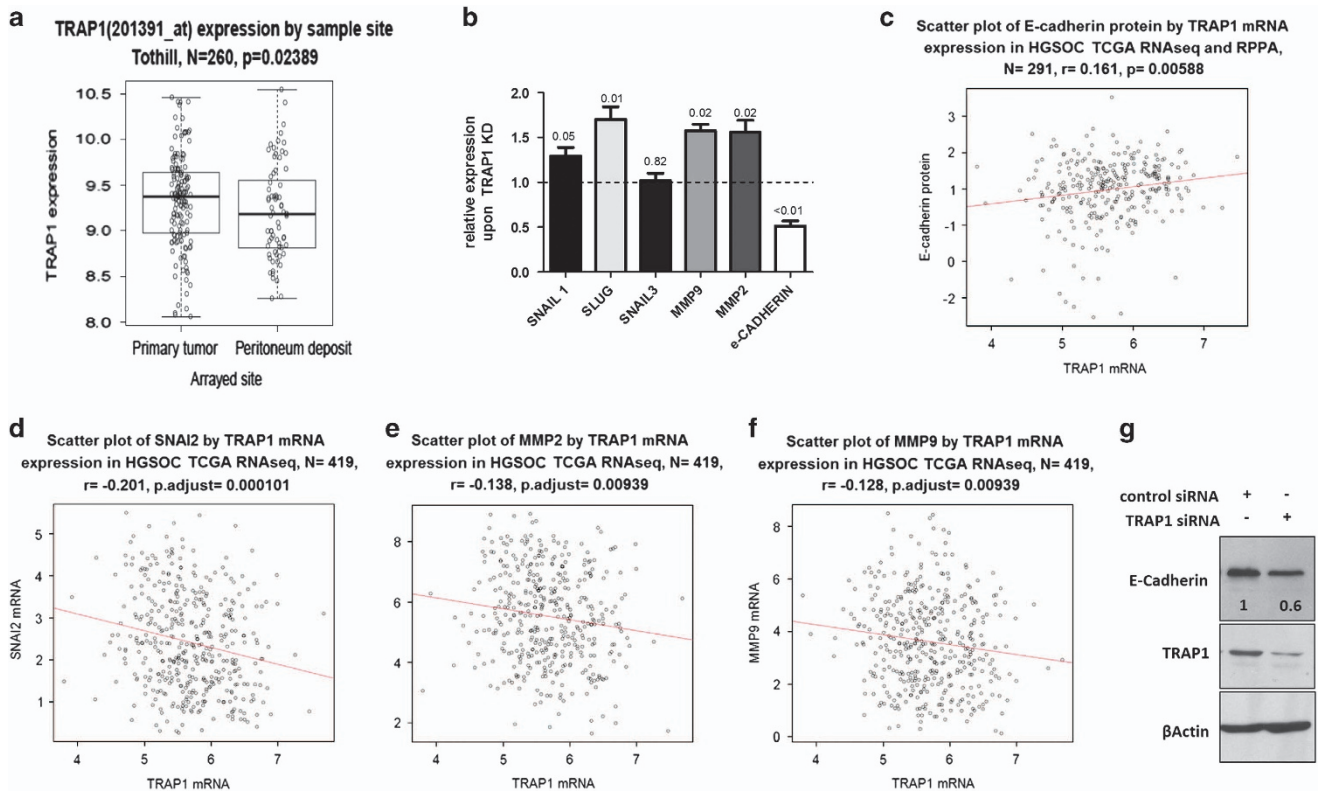 a
TRAP1(201391_at) expression by sample site
Tothill, N=260, p=0.02389
TRAP1 expression
10.5
10.0
9.5
9.0
8.5
8.0
Primary tumor
Peritoneum deposit
Arrayed site
b
relative expression
upon TRAP1 KD
2.0
1.5
1.0
0.5
0.0
0.05
0.01
0.82
0.02
0.02
<0.01
SNAIL 1
SLUG
SNAIL3
MMP9
MMP2
e-CADHERIN
c
Scatter plot of E-cadherin protein by TRAP1 mRNA
expression in HGSOC TCGA RNAseq and RPPA,
N= 291, r= 0.161, p= 0.00588
E-cadherin protein
3
2
1
-1
0
-2
4 5 6 7
TRAP1 mRNA
d
Scatter plot of SNAI2 by TRAP1 mRNA
expression in HGSOC TCGA RNAseq, N= 419,
r= -0.201, p.adjust= 0.000101
SNAI2 mRNA
5
4
3
2
1
4 5 6 7
TRAP1 mRNA
e
Scatter plot of MMP2 by TRAP1 mRNA
expression in HGSOC TCGA RNAseq, N= 419,
r= -0.138, p.adjust= 0.00939
8
6
4
2
4 5 6 7
TRAP1 mRNA
f
Scatter plot of MMP9 by TRAP1 mRNA
expression in HGSOC TCGA RNAseq, N= 419,
r= -0.128, p.adjust= 0.00939
MMP9 mRNA
8
6
4
2
0
4 5 6 7
TRAP1 mRNA
g
control siRNA + -
TRAP1 siRNA - +
E-Cadherin
1 0.6
TRAP1
βActin